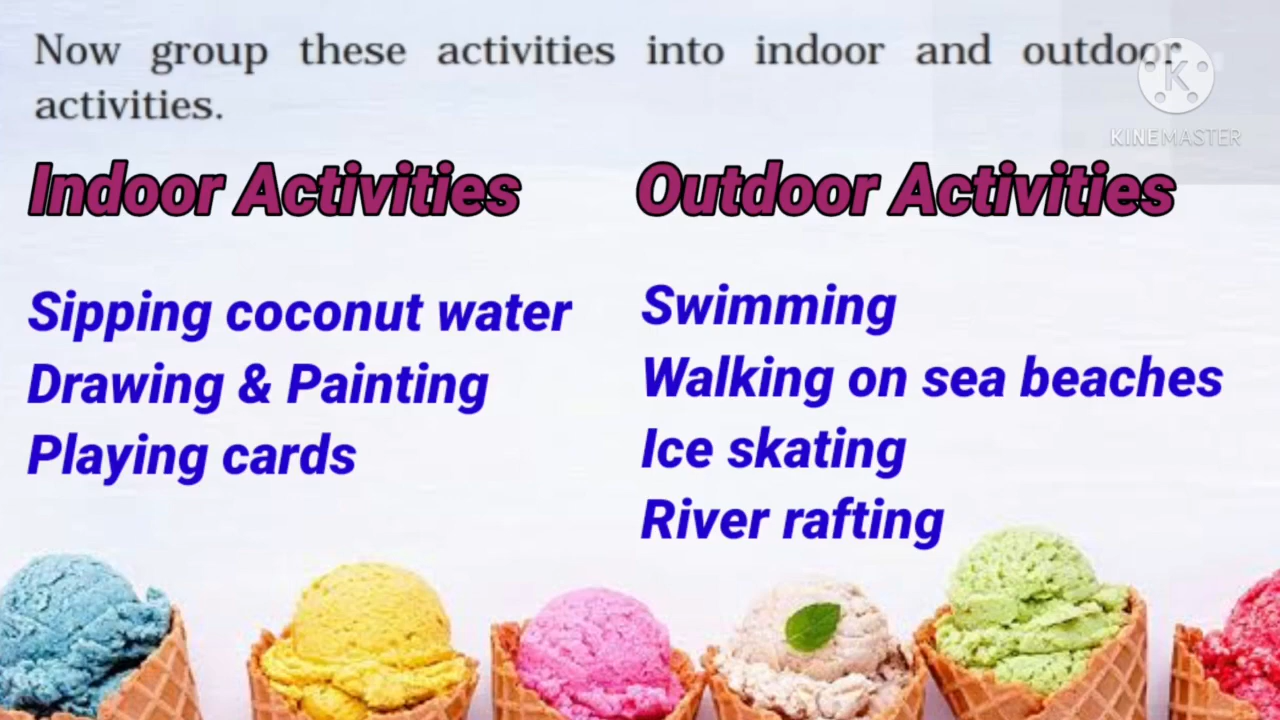 Now group these activities into indoor and outdoor
activities.
KINEMASTER
Indoor Activities
Outdoor Activities
Sipping coconut water
Drawing & Painting
Playing cards
Swimming
Walking on sea beaches
Ice skating
River rafting